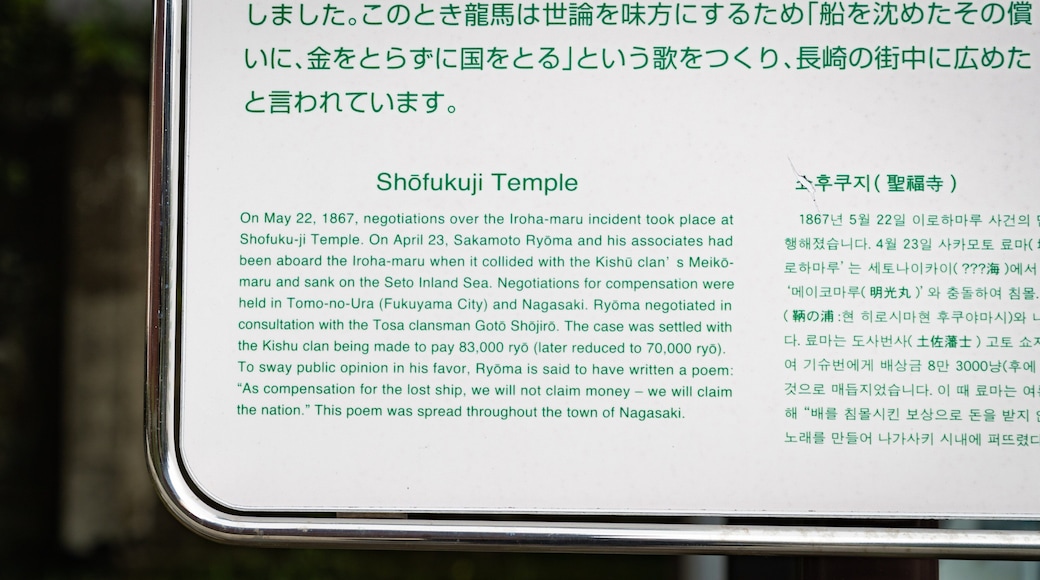 しました。このとき龍馬は世論を味方にするため「船を沈めたその償
いに、金をとらずに国をとる」という歌をつくり、長崎の街中に広めた
と言われています。
Shōfukuji Temple
On May 22, 1867, negotiations over the Iroha-maru incident took place at
Shofuku-ji Temple. On April 23, Sakamoto Ryōma and his associates had
been aboard the Iroha-maru when it collided with the Kishū clan’ s Meikō-
maru and sank on the Seto Inland Sea. Negotiations for compensation were
held in Tomo-no-Ura (Fukuyama City) and Nagasaki. Ryōma negotiated in
consultation with the Tosa clansman Gotō Shōjirō. The case was settled with
the Kishu clan being made to pay 83,000 ryō (later reduced to 70,000 ryō).
To sway public opinion in his favor, Ryōma is said to have written a poem:
“As compensation for the lost ship, we will not claim money – we will claim
the nation.” This poem was spread throughout the town of Nagasaki.
쇼후쿠지( 聖福寺 )
1867년 5월 22일 이로하마루 사건의
행해졌습니다. 4월 23일 사카모토 료마(
로하마루’ 는 세토나이카이(???海)에서
‘메이코마루( 明光丸 )’ 와 충돌하여 침몰.
( 鞆の浦 :현 히로시마현 후쿠야마시)와
다. 료마는 도사번사( 土佐藩士 ) 고토 쇼지
여 기슈번에게 배상금 8만 3000냥(후에
것으로 매듭지었습니다. 이 때 료마는 여
해 “배를 침몰시킨 보상으로 돈을 받지
노래를 만들어 나가사키 시내에 퍼뜨렸다